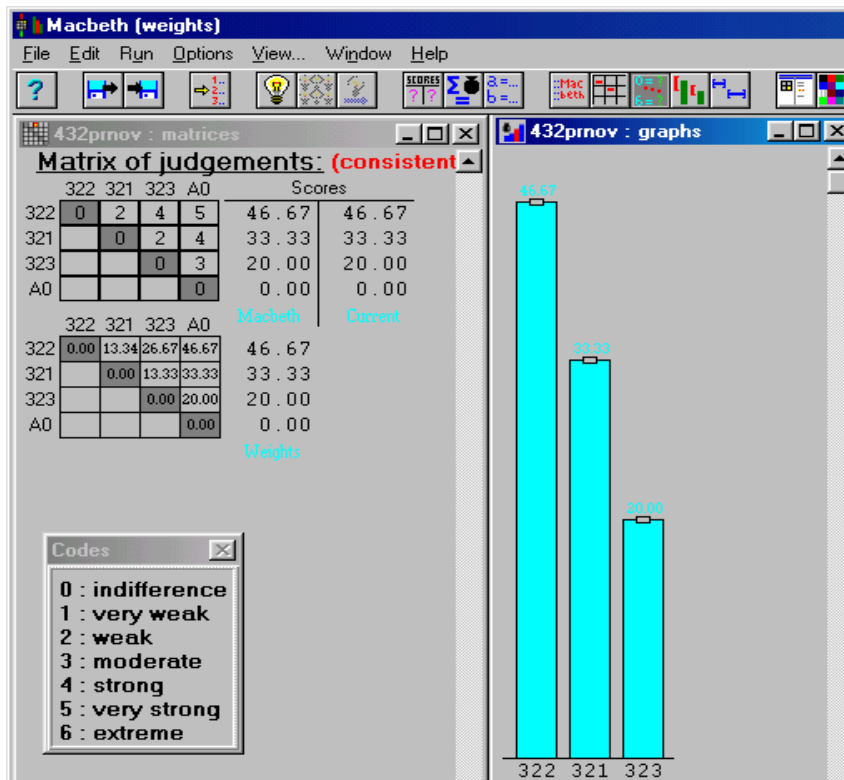 Macbeth (weights)
File Edit Run Options View... Window Help
? 1.. 2.. 3.. SCORES ? ? Σ a=... b=... ::Mac beth 0= 6=
432prnov : matrices
Matrix of judgements: (consistent
322 321 323 A0 Scores
322 0 2 4 5 46.67 46.67
321 0 2 4 33.33 33.33
323 0 3 20.00 20.00
A0 0 0.00 0.00
Macbeth Current
322 321 323 A0
322 0.00 13.34 26.67 46.67 46.67
321 0.00 13.33 33.33 33.33
323 0.00 20.00 20.00
A0 0.00 0.00
Weights
Codes
0 : indifference
1 : very weak
2 : weak
3 : moderate
4 : strong
5 : very strong
6 : extreme
432prnov : graphs
46.67
33.33
20.00
322 321 323